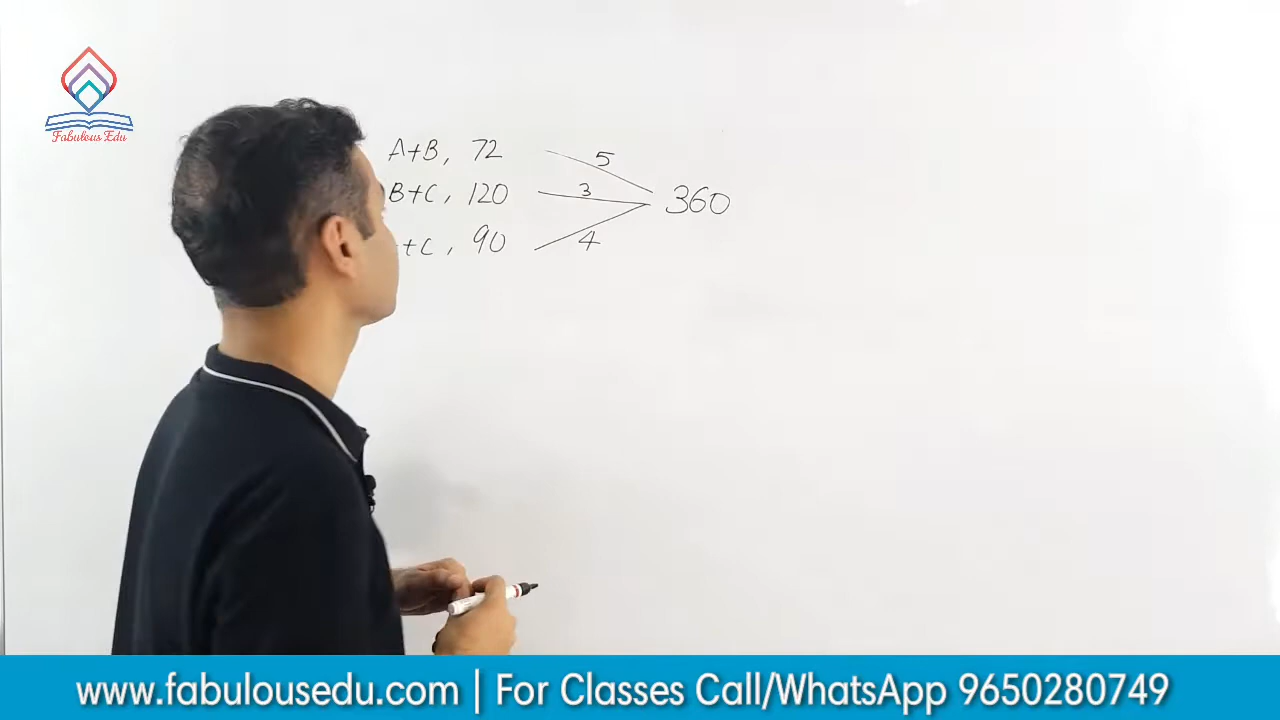 Fabulous Edu
A+B, 72
5
B+C, 120
3
360
+C, 90
4
www.fabulousedu.com | For Classes Call/WhatsApp 9650280749